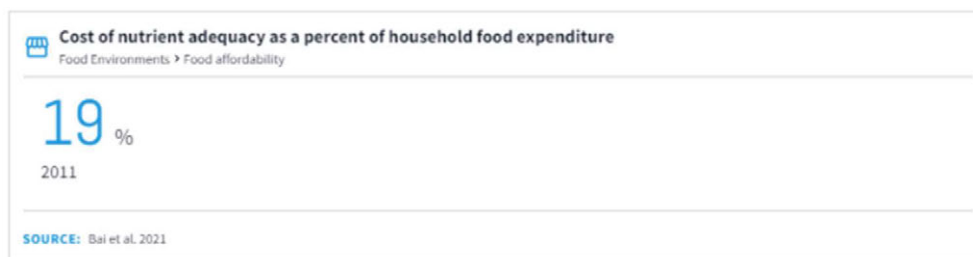 Cost of nutrient adequacy as a percent of household food expenditure
Food Environments > Food affordability
19 %
2011
SOURCE: Bai et al. 2021